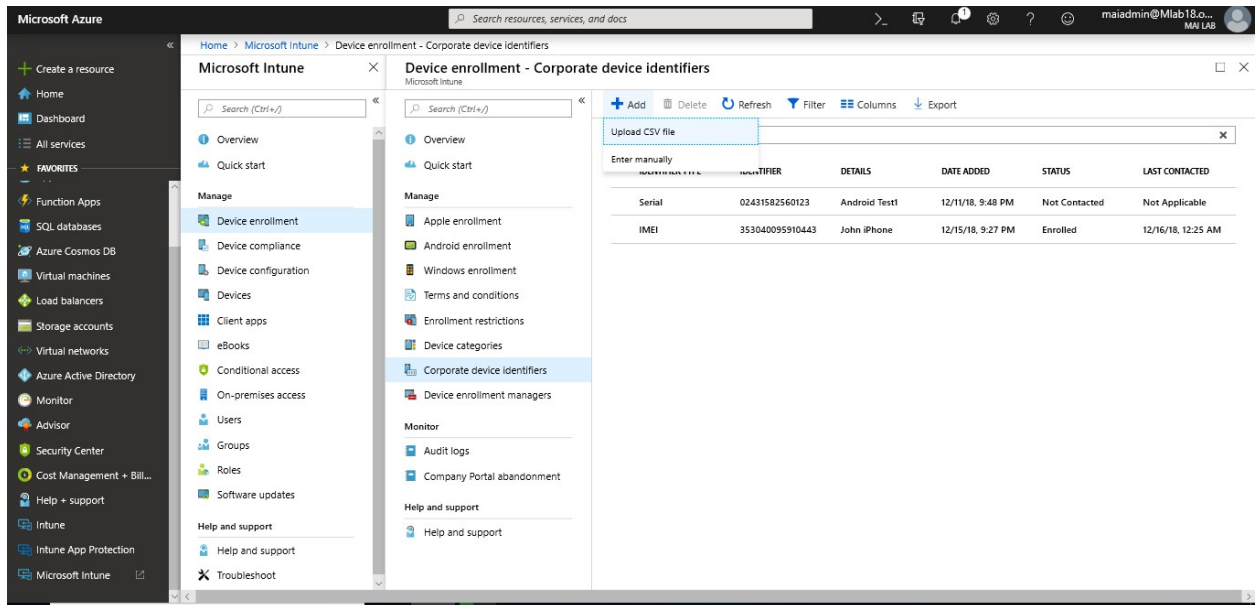 Microsoft Azure
Search resources, services, and docs
1
maiadmin@Mlab18.o...
MAI LAB
Create a resource
Home
Dashboard
All services
FAVORITES
Function Apps
SQL databases
Azure Cosmos DB
Virtual machines
Load balancers
Storage accounts
Virtual networks
Azure Active Directory
Monitor
Advisor
Security Center
Cost Management + Bill...
Help + support
Intune
Intune App Protection
Microsoft Intune
Home > Microsoft Intune > Device enrollment - Corporate device identifiers
Microsoft Intune
Search (Ctrl+/)
Overview
Quick start
Manage
Device enrollment
Device compliance
Device configuration
Devices
Client apps
eBooks
Conditional access
On-premises access
Users
Groups
Roles
Software updates
Help and support
Help and support
Troubleshoot
Device enrollment - Corporate device identifiers
Microsoft Intune
Search (Ctrl+/)
Overview
Quick start
Manage
Apple enrollment
Android enrollment
Windows enrollment
Terms and conditions
Enrollment restrictions
Device categories
Corporate device identifiers
Device enrollment managers
Monitor
Audit logs
Company Portal abandonment
Help and support
Help and support
Add Delete Refresh Filter Columns Export
Upload CSV file
Enter manually
IDENTIFIER TYPE IDENTIFIER DETAILS DATE ADDED STATUS LAST CONTACTED
Serial 02431582560123 Android Test1 12/11/18, 9:48 PM Not Contacted Not Applicable
IMEI 353040095910443 John iPhone 12/15/18, 9:27 PM Enrolled 12/16/18, 12:25 AM